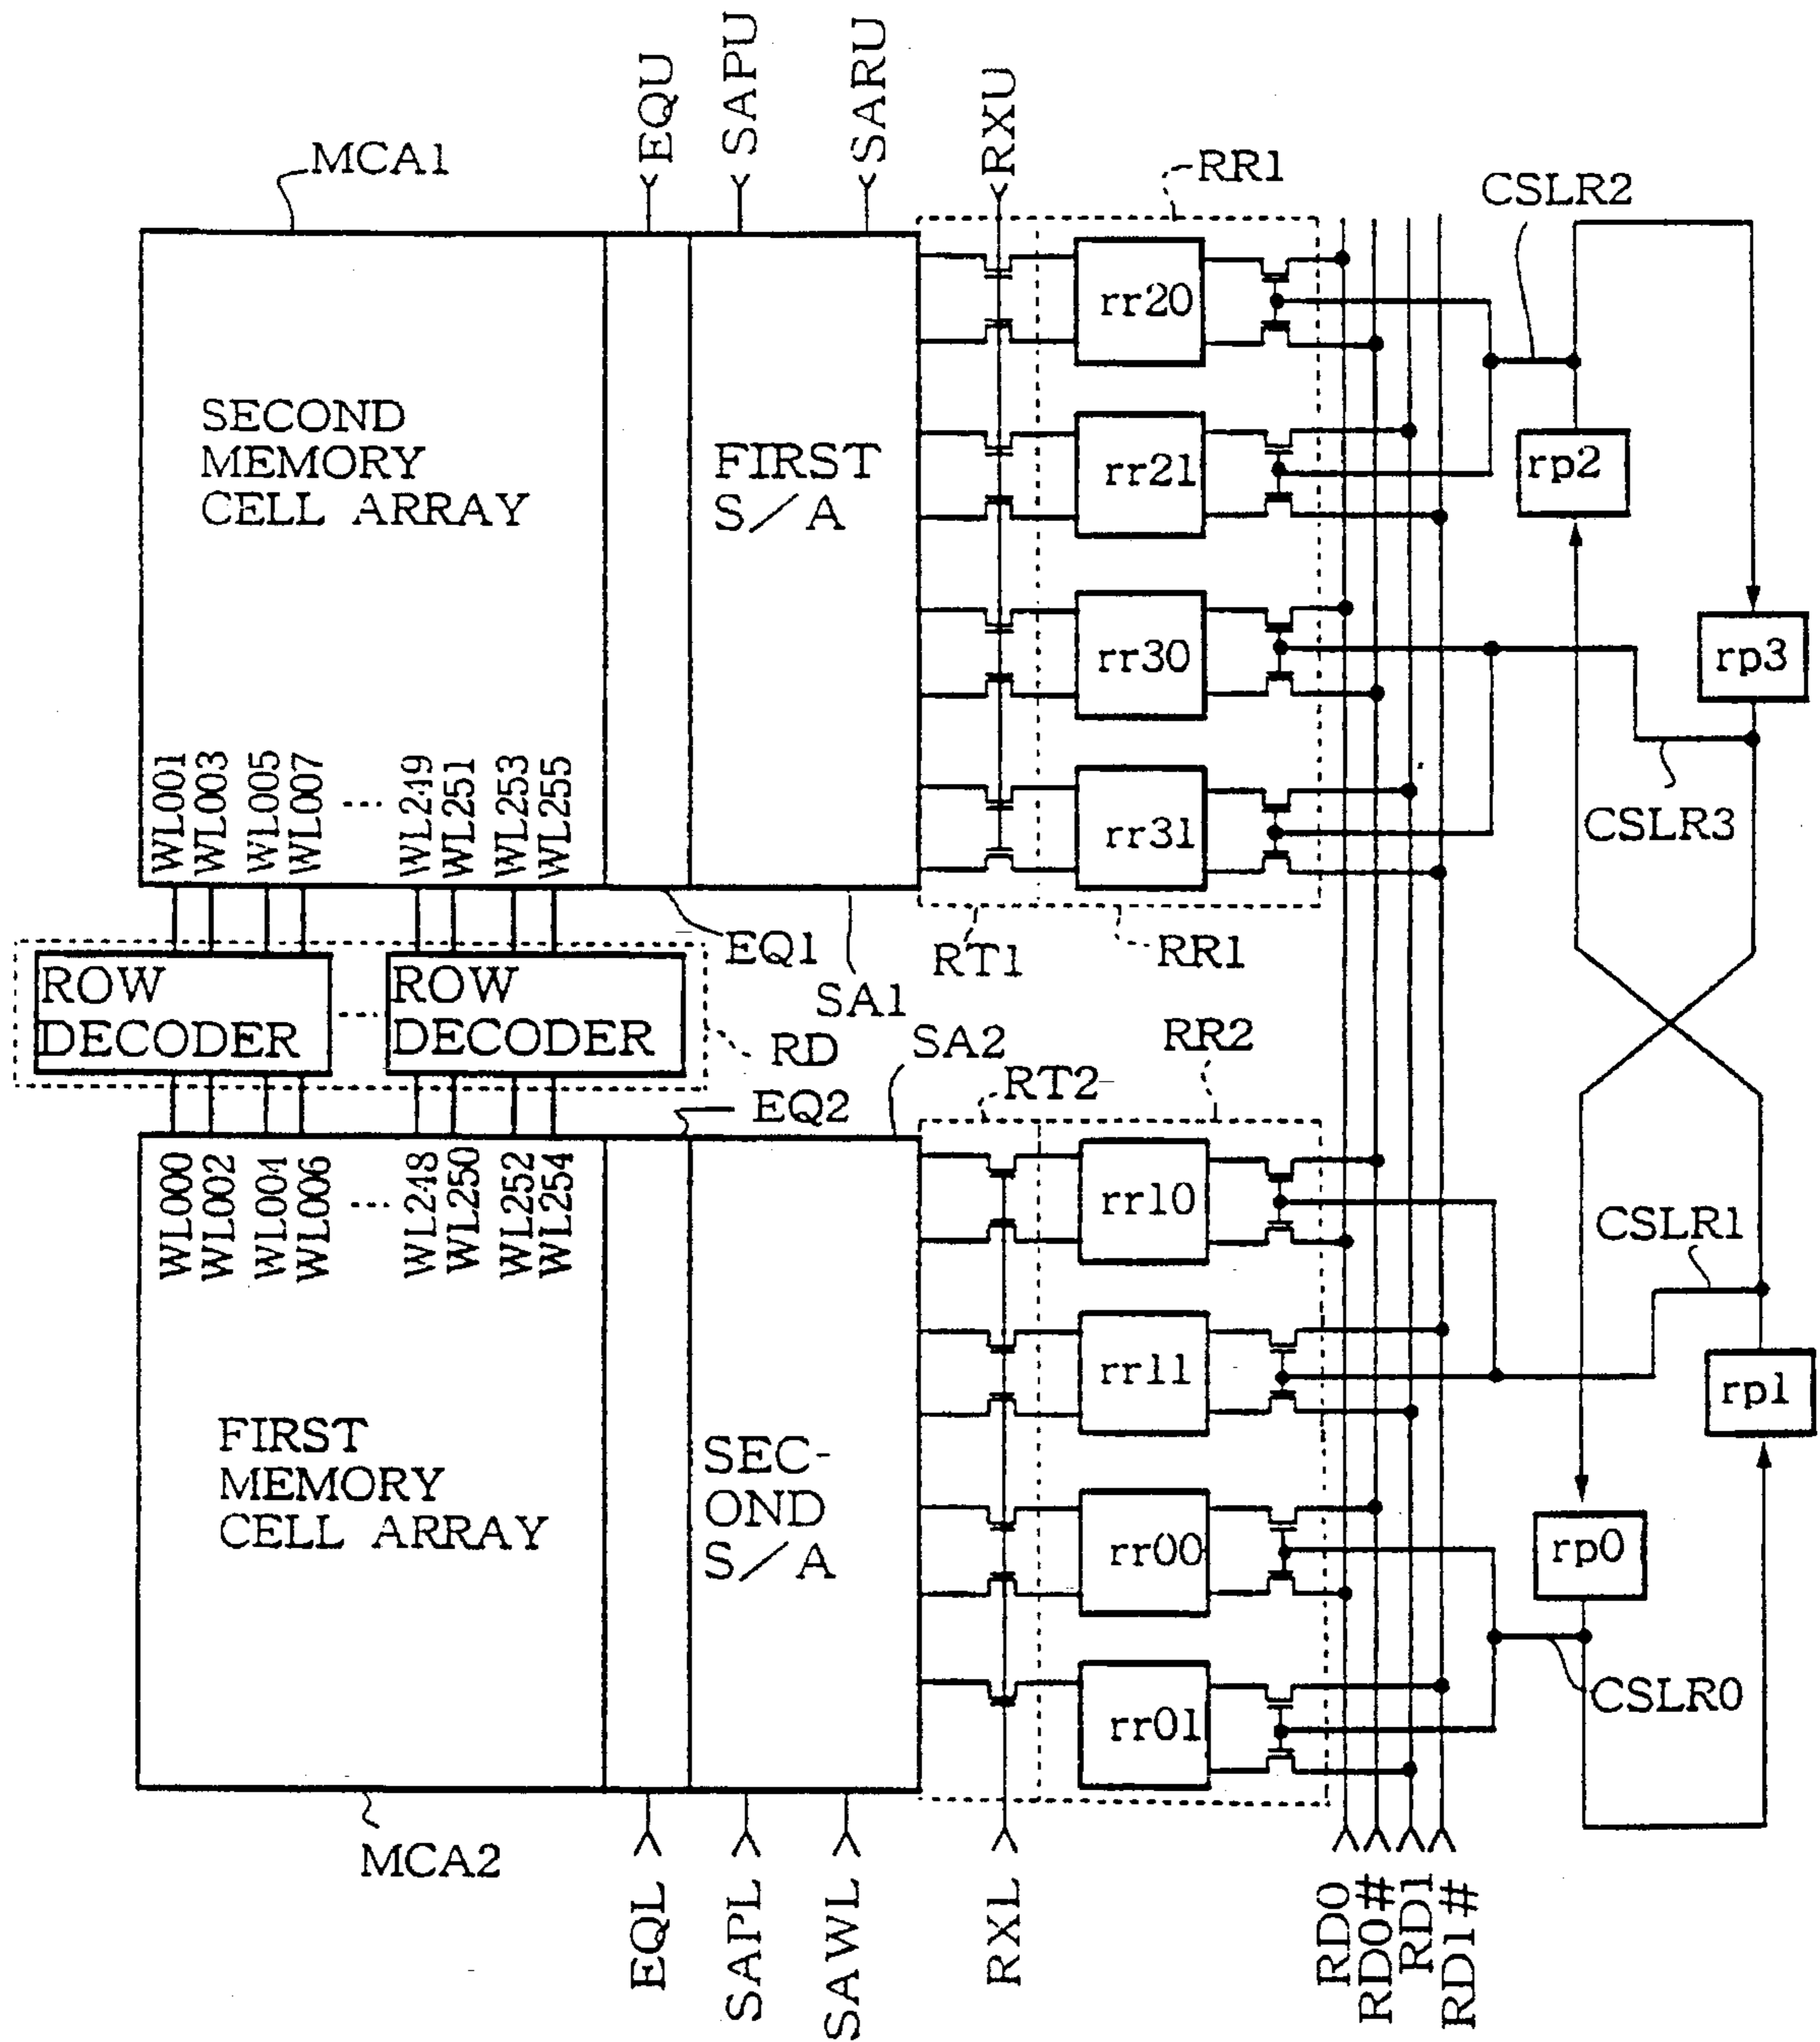 EQU
SAPU
SARU
RXU
MCA1
RR1
CSLR2
SECOND
MEMORY
CELL ARRAY
FIRST
S/A
rr20
rr21
rr30
rr31
rp2
rp3
CSLR3
WL001
WL003
WL005
WL007
....
WL249
WL251
WL253
WL255
EQ1
SA1
RT1
RR1
ROW
DECODER
....
ROW
DECODER
RD
SA2
EQ2
RT2
RR2
WL000
WL002
WL004
WL006
....
WL248
WL250
WL252
WL254
FIRST
MEMORY
CELL ARRAY
SEC-
OND
S/A
rr10
rr11
rr00
rr01
CSLR1
rp1
rp0
CSLR0
MCA2
EQL
SAPL
SAWL
RXL
RD0
RD0#
RD1
RD1#